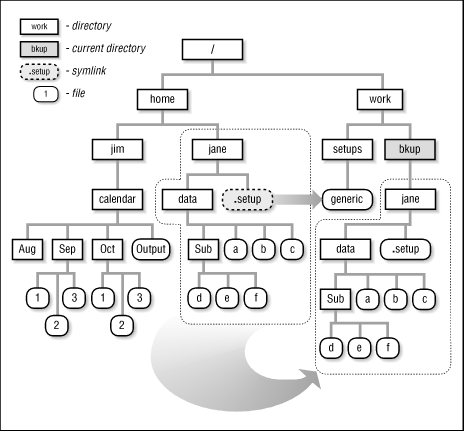 work - directory
bkup - current directory
.setup - symlink
1 - file
/
home work
jim jane setups bkup
calendar data .setup generic jane
Aug Sep Oct Output Sub a b c data .setup
1 3 1 3 d e f Sub a b c
2 2
d e f